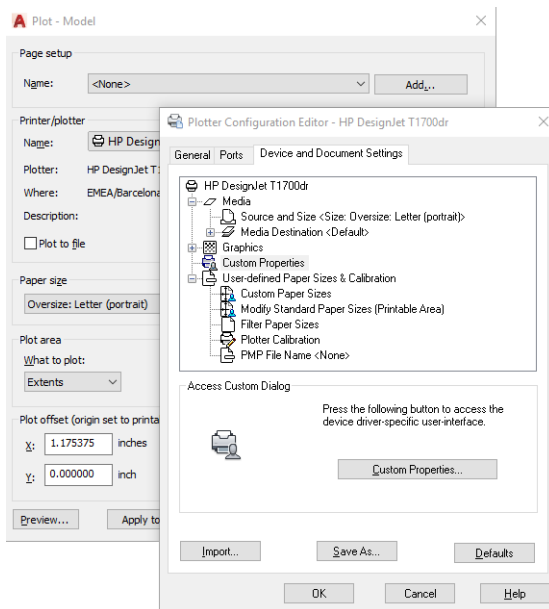 Plot - Model
Page setup
Name: <None> Add...
Printer/plotter
Name: HP Design
Plotter: HP DesignJet T1
Where: EMEA/Barcelona
Description:
Plot to file
Paper size
Oversize: Letter (portrait)
Plot area
What to plot:
Extents
Plot offset (origin set to printa
X: 1.175375 inches
Y: 0.000000 inch
Preview... Apply to
Plotter Configuration Editor - HP DesignJet T1700dr
General Ports Device and Document Settings
HP DesignJet T1700dr
Media
Source and Size <Size: Oversize: Letter (portrait)>
Media Destination <Default>
Graphics
Custom Properties
User-defined Paper Sizes & Calibration
Custom Paper Sizes
Modify Standard Paper Sizes (Printable Area)
Filter Paper Sizes
Plotter Calibration
PMP File Name <None>
Access Custom Dialog
Press the following button to access the
device driver-specific user-interface.
Custom Properties...
Import... Save As... Defaults
OK Cancel Help